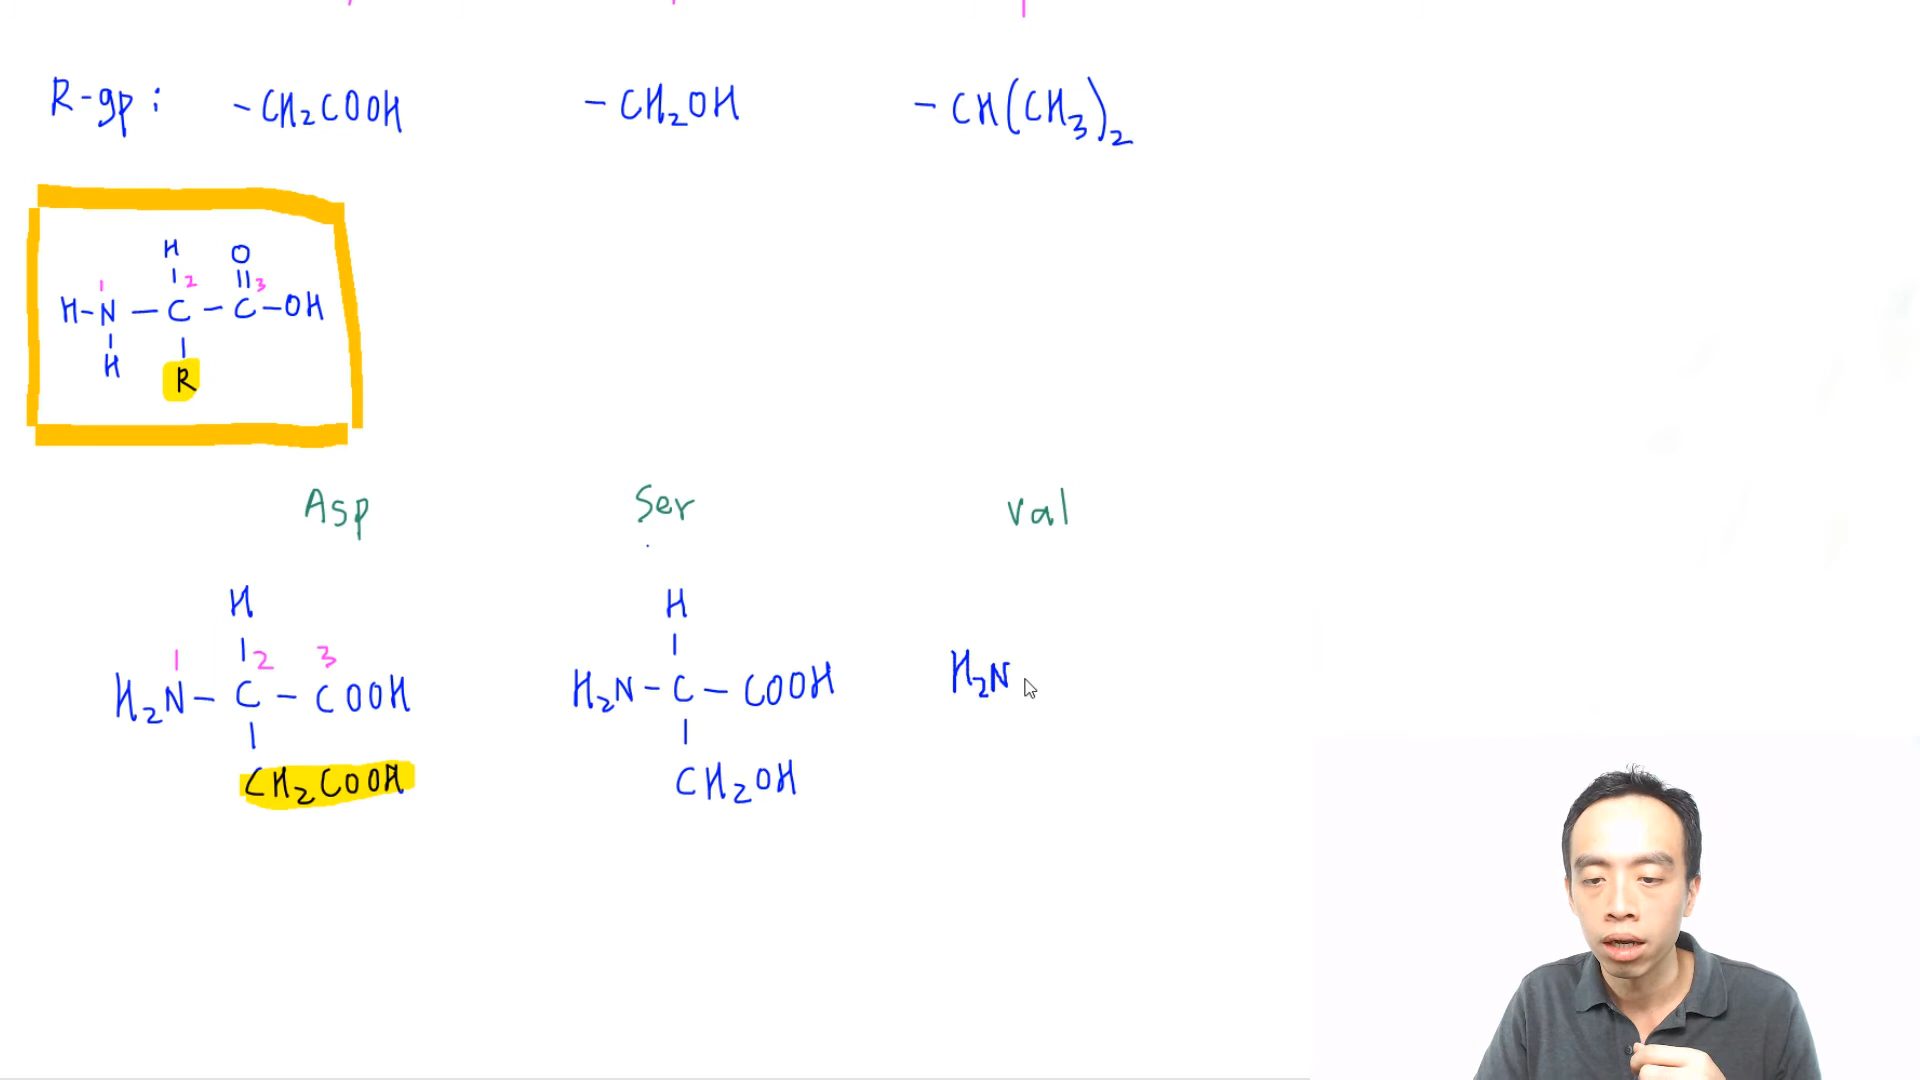 R-gp: -CH2COOH -CH2OH -CH(CH3)2
H O
1 2 3
H-N-C-C-OH
H R
Asp Ser Val
H H
1 2 3
H2N-C-COOH H2N-C-COOH H2N
CH2COOH CH2OH